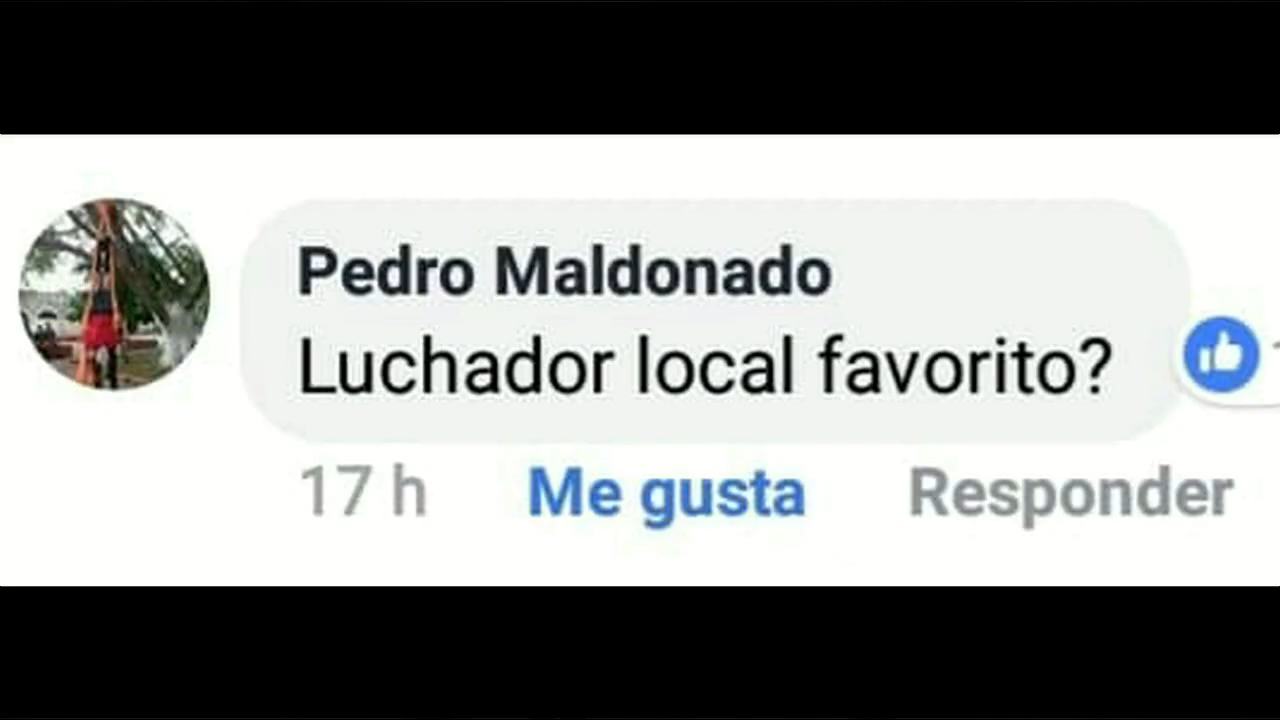 Pedro Maldonado
Luchador local favorito?
17 h Me gusta Responder